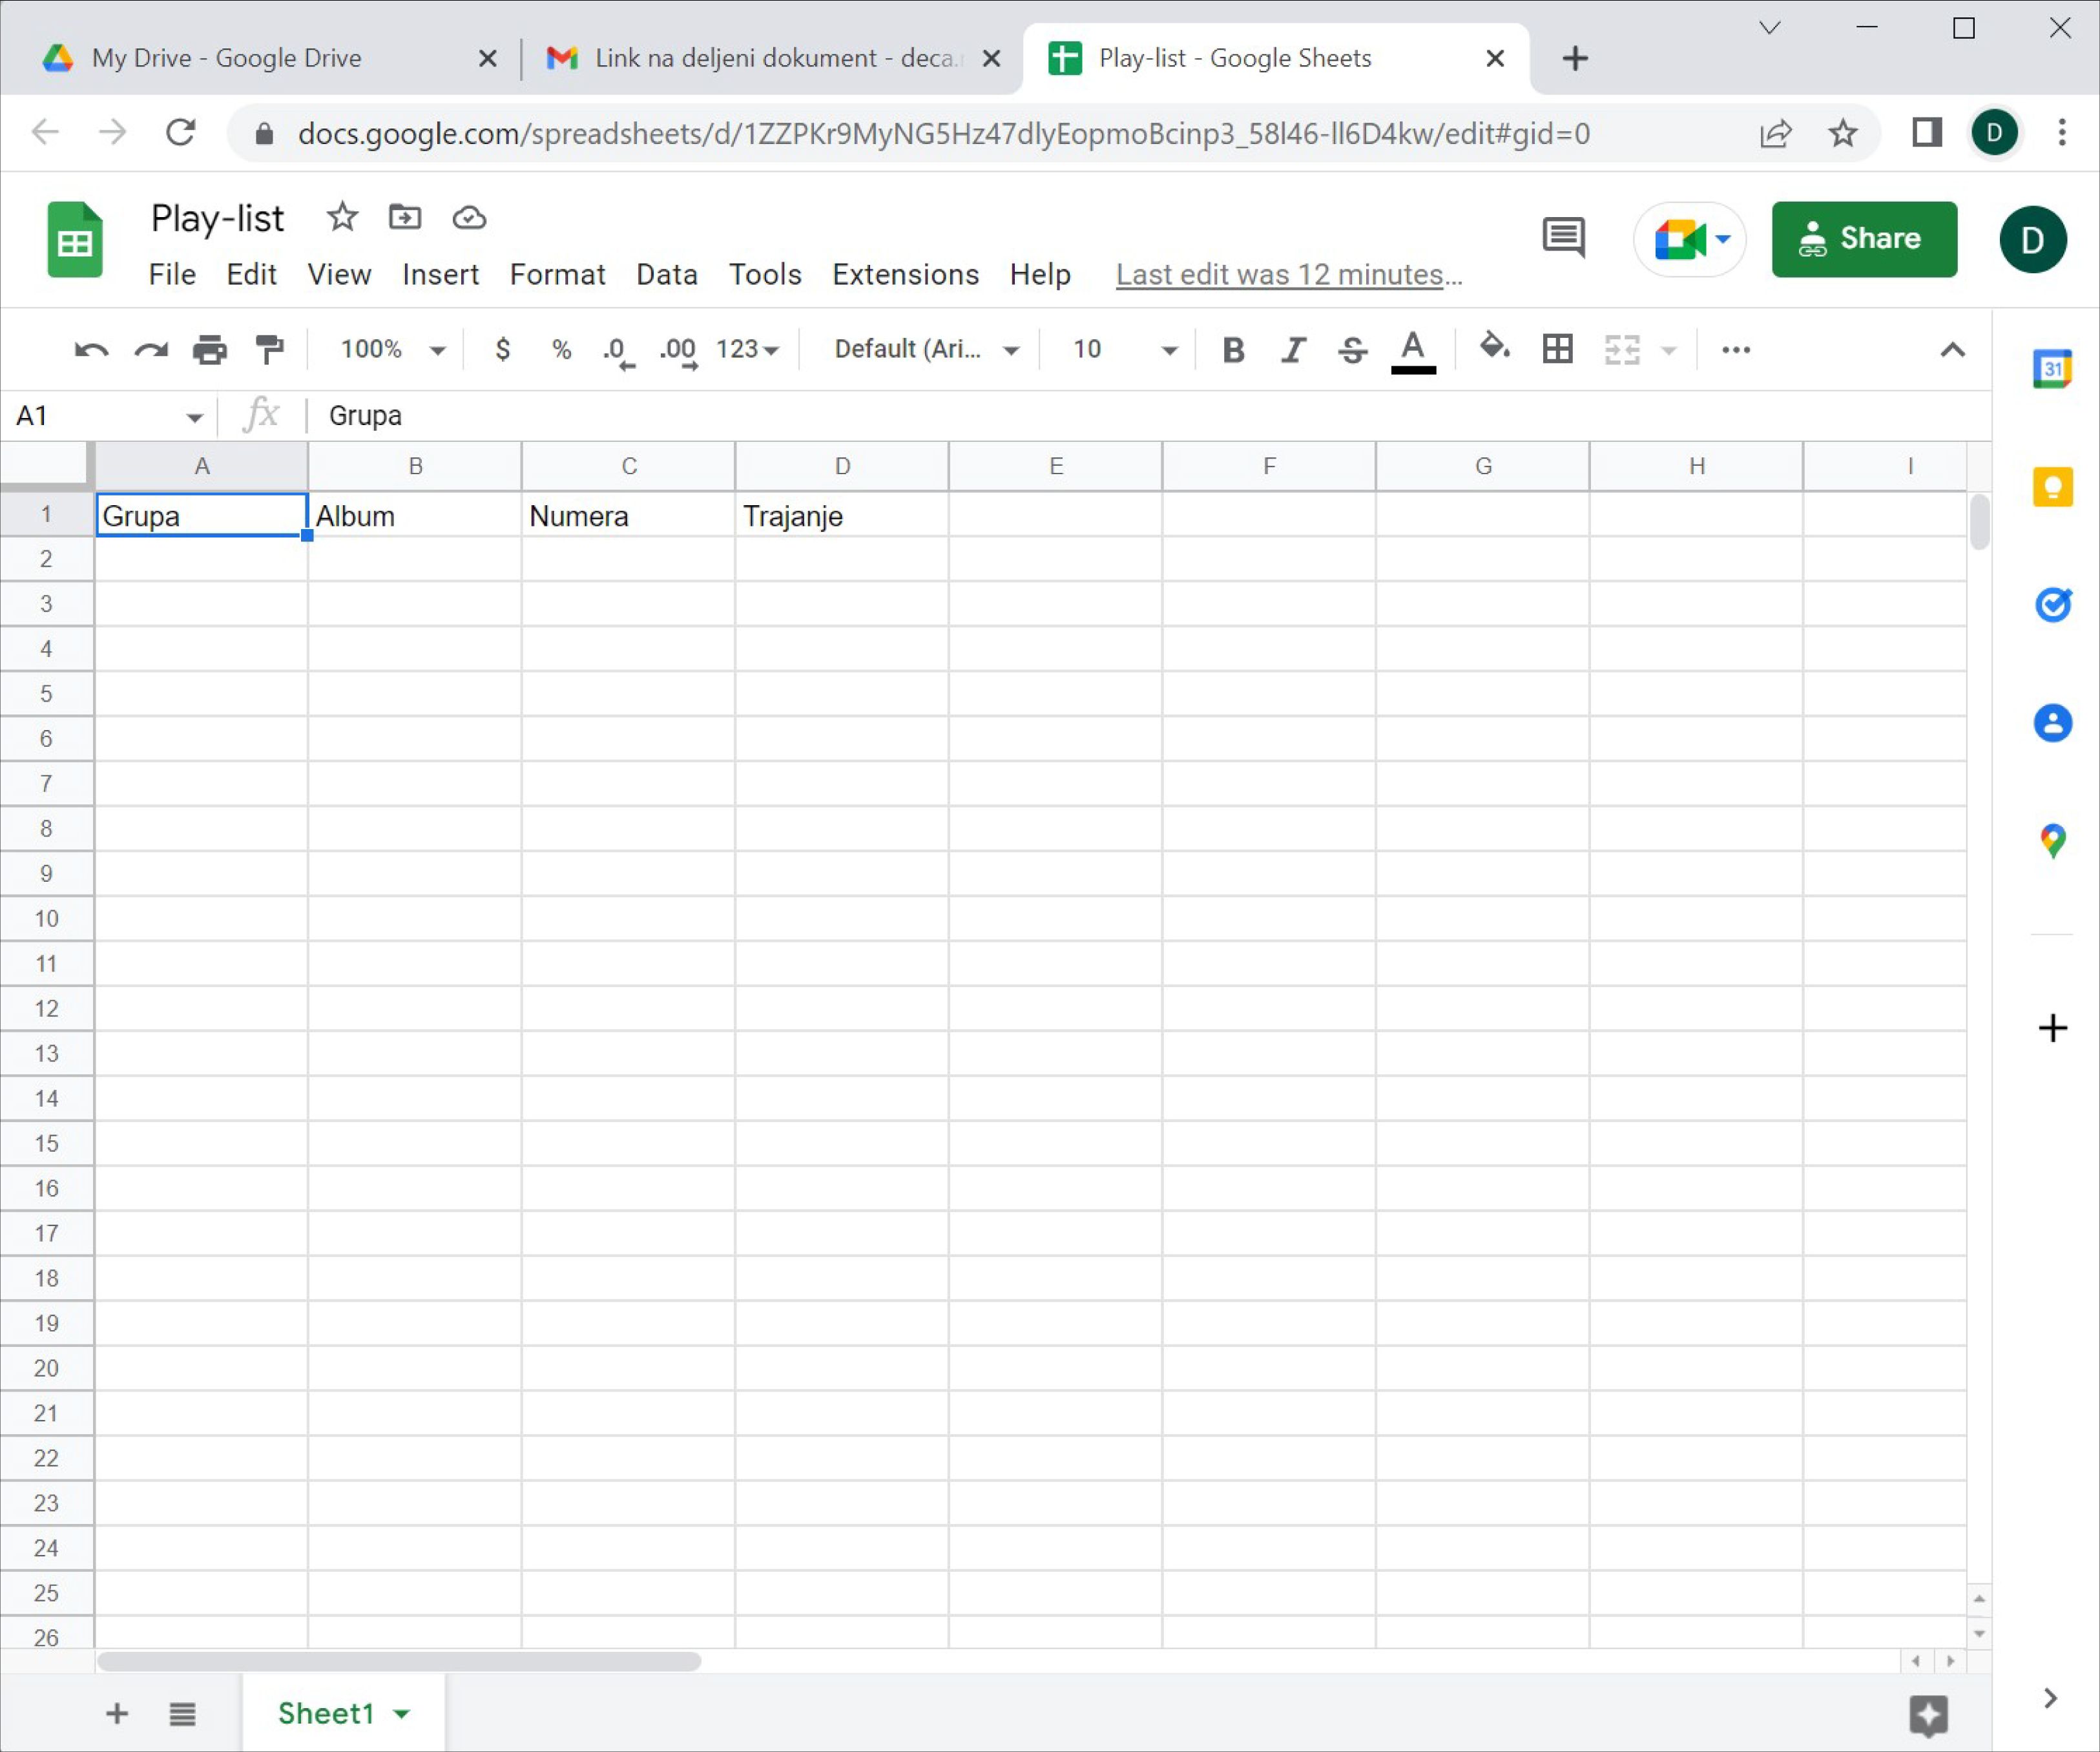 My Drive - Google Drive
Link na deljeni dokument - deca.
Play-list - Google Sheets
docs.google.com/spreadsheets/d/1ZZPKr9MyNG5Hz47dlyEopmoBcinp3_58l46-ll6D4kw/edit#gid=0
D
Play-list
File Edit View Insert Format Data Tools Extensions Help Last edit was 12 minutes...
Share
D
100% $ % .0 .00 123 Default (Ari... 10 B I S A
31
A1 fx Grupa
A B C D E F G H I
1 Grupa Album Numera Trajanje
2
3
4
5
6
7
8
9
10
11
12
13
14
15
16
17
18
19
20
21
22
23
24
25
26
Sheet1